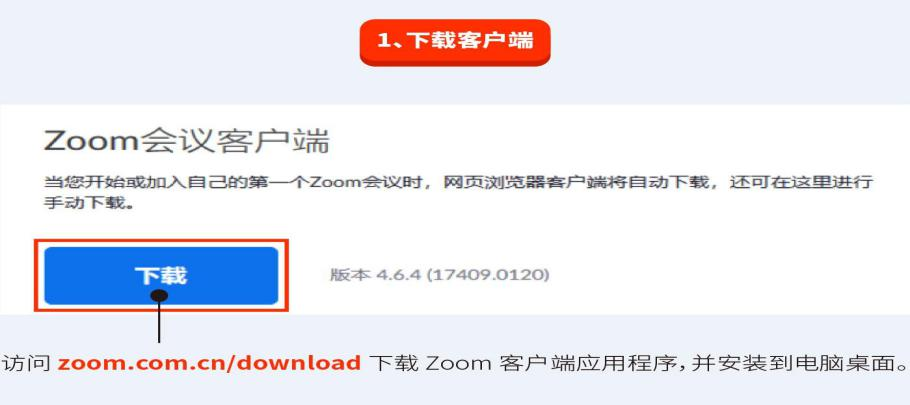 1、下载客户端
Zoom会议客户端
当您开始或加入自己的第一个Zoom会议时，网页浏览器客户端将自动下载，还可在这里进行
手动下载。
下载
版本 4.6.4 (17409.0120)
访问 zoom.com.cn/download 下载 Zoom 客户端应用程序，并安装到电脑桌面。